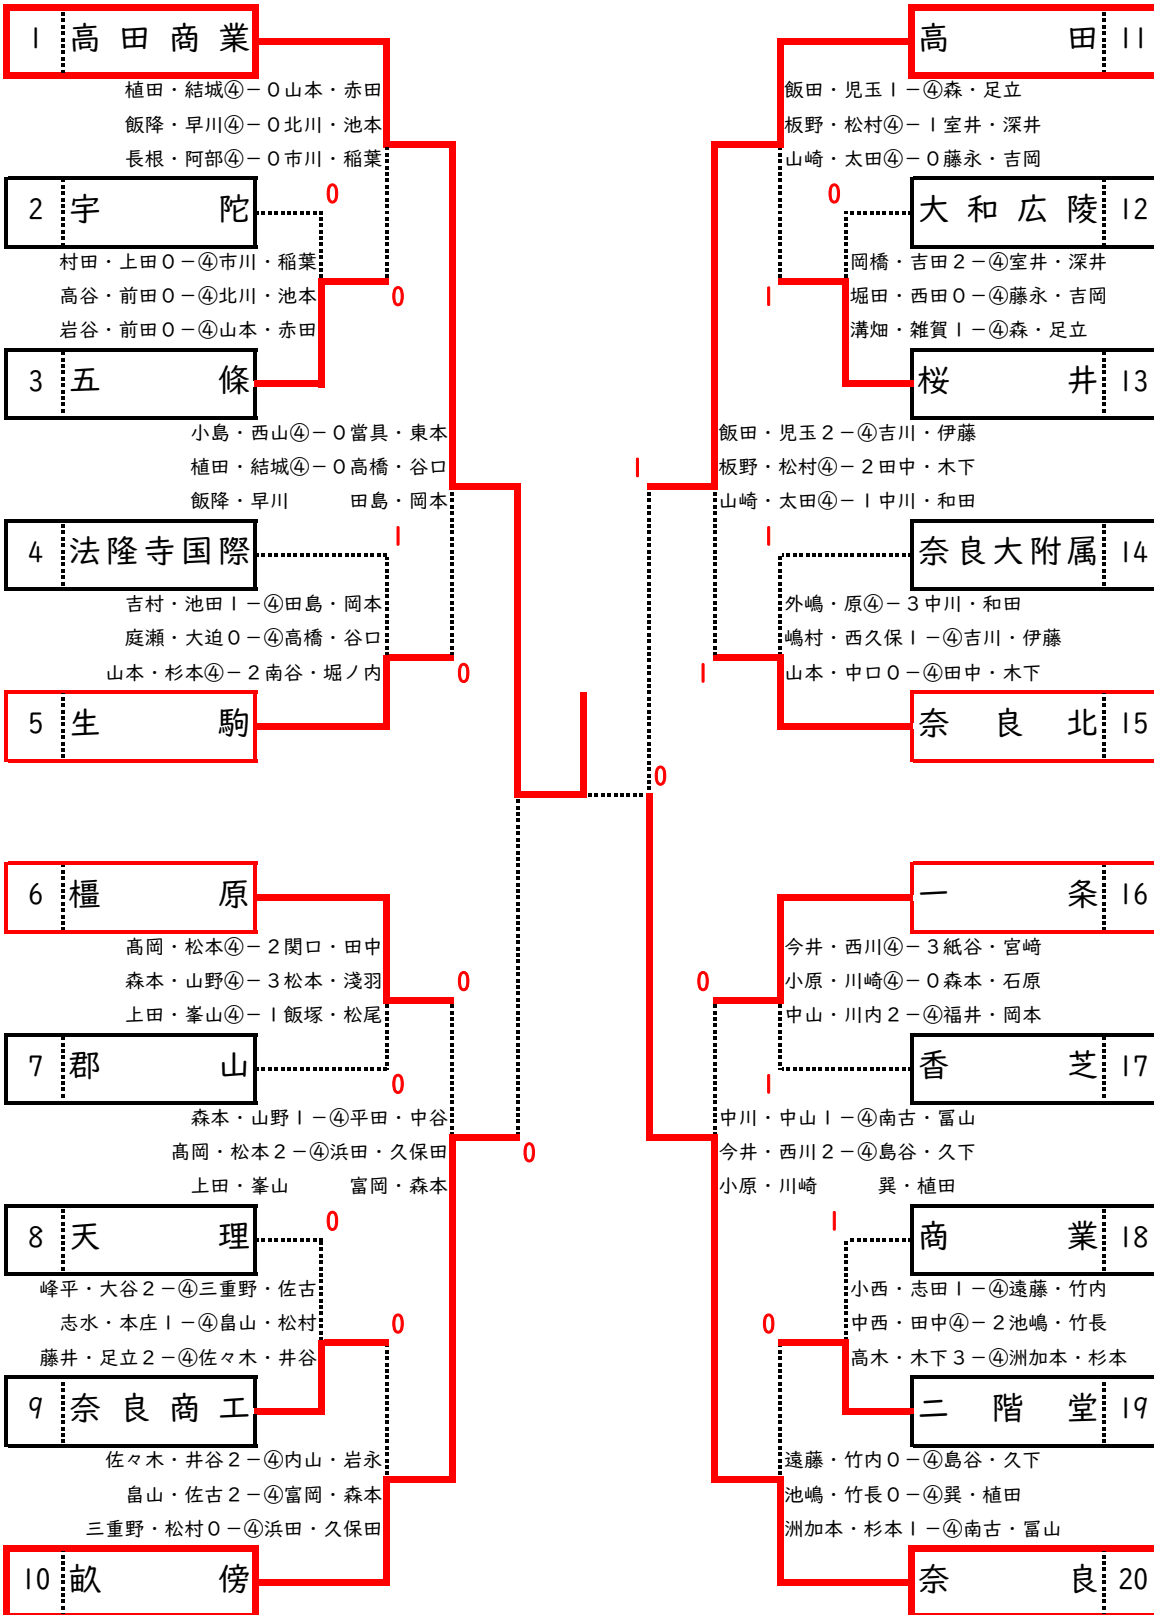 1 高田商業
植田・結城④－0山本・赤田
飯降・早川④－0北川・池本
長根・阿部④－0市川・稲葉
2 宇陀
0
村田・上田0－④市川・稲葉
高谷・前田0－④北川・池本
0
岩谷・前田0－④山本・赤田
3 五條
小島・西山④－0當具・東本
植田・結城④－0高橋・谷口
飯降・早川 田島・岡本
4 法隆寺国際
1
吉村・池田1－④田島・岡本
庭瀬・大迫0－④高橋・谷口
山本・杉本④－2南谷・堀ノ内
0
5 生駒
6 橿原
髙岡・松本④－2関口・田中
森本・山野④－3松本・淺羽
0
上田・峯山④－1飯塚・松尾
7 郡山
0
森本・山野1－④平田・中谷
髙岡・松本2－④浜田・久保田
0
上田・峯山 富岡・森本
8 天理
0
峰平・大谷2－④三重野・佐古
志水・本庄1－④畠山・松村
0
藤井・足立2－④佐々木・井谷
9 奈良商工
佐々木・井谷2－④内山・岩永
畠山・佐古2－④富岡・森本
三重野・松村0－④浜田・久保田
10 畝傍
高田 11
飯田・児玉1－④森・足立
板野・松村④－1室井・深井
山崎・太田④－0藤永・吉岡
0
大和広陵 12
岡橋・吉田2－④室井・深井
1
堀田・西田0－④藤永・吉岡
溝畑・雑賀1－④森・足立
桜井 13
飯田・児玉2－④吉川・伊藤
1
板野・松村④－2田中・木下
山崎・太田④－1中川・和田
1
奈良大附属 14
外嶋・原④－3中川・和田
嶋村・西久保1－④吉川・伊藤
1
山本・中口0－④田中・木下
奈良北 15
0
一条 16
今井・西川④－3紙谷・宮﨑
0
小原・川崎④－0森本・石原
中山・川内2－④福井・岡本
香芝 17
1
中川・中山1－④南古・冨山
今井・西川2－④島谷・久下
小原・川崎 巽・植田
1
商業 18
小西・志田1－④遠藤・竹内
0
中西・田中④－2池嶋・竹長
高木・木下3－④洲加本・杉本
二階堂 19
遠藤・竹内0－④島谷・久下
池嶋・竹長0－④巽・植田
洲加本・杉本1－④南古・冨山
奈良 20